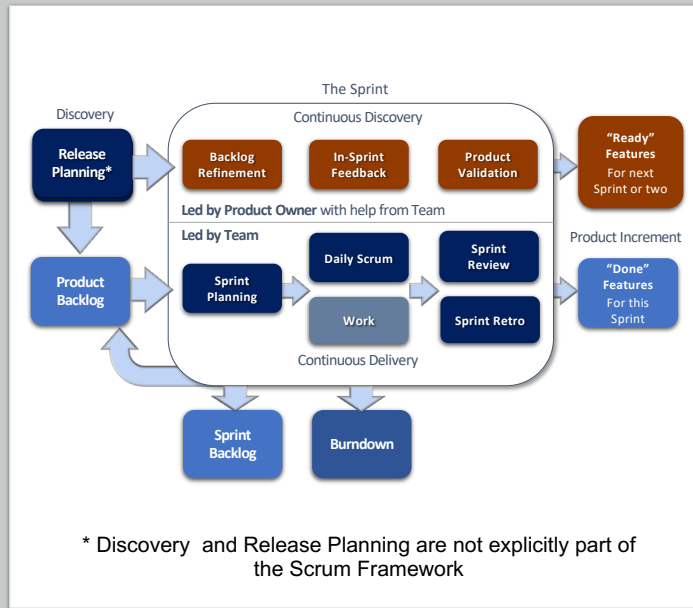 The Sprint
Discovery
Continuous Discovery
Release
Planning*
Backlog
Refinement
In-Sprint
Feedback
Product
Validation
“Ready”
Features
For next
Sprint or two
Led by Product Owner with help from Team
Led by Team
Product Increment
Product
Backlog
Sprint
Planning
Daily Scrum
Work
Sprint
Review
Sprint Retro
“Done”
Features
For this
Sprint
Continuous Delivery
Sprint
Backlog
Burndown
* Discovery  and Release Planning are not explicitly part of
the Scrum Framework